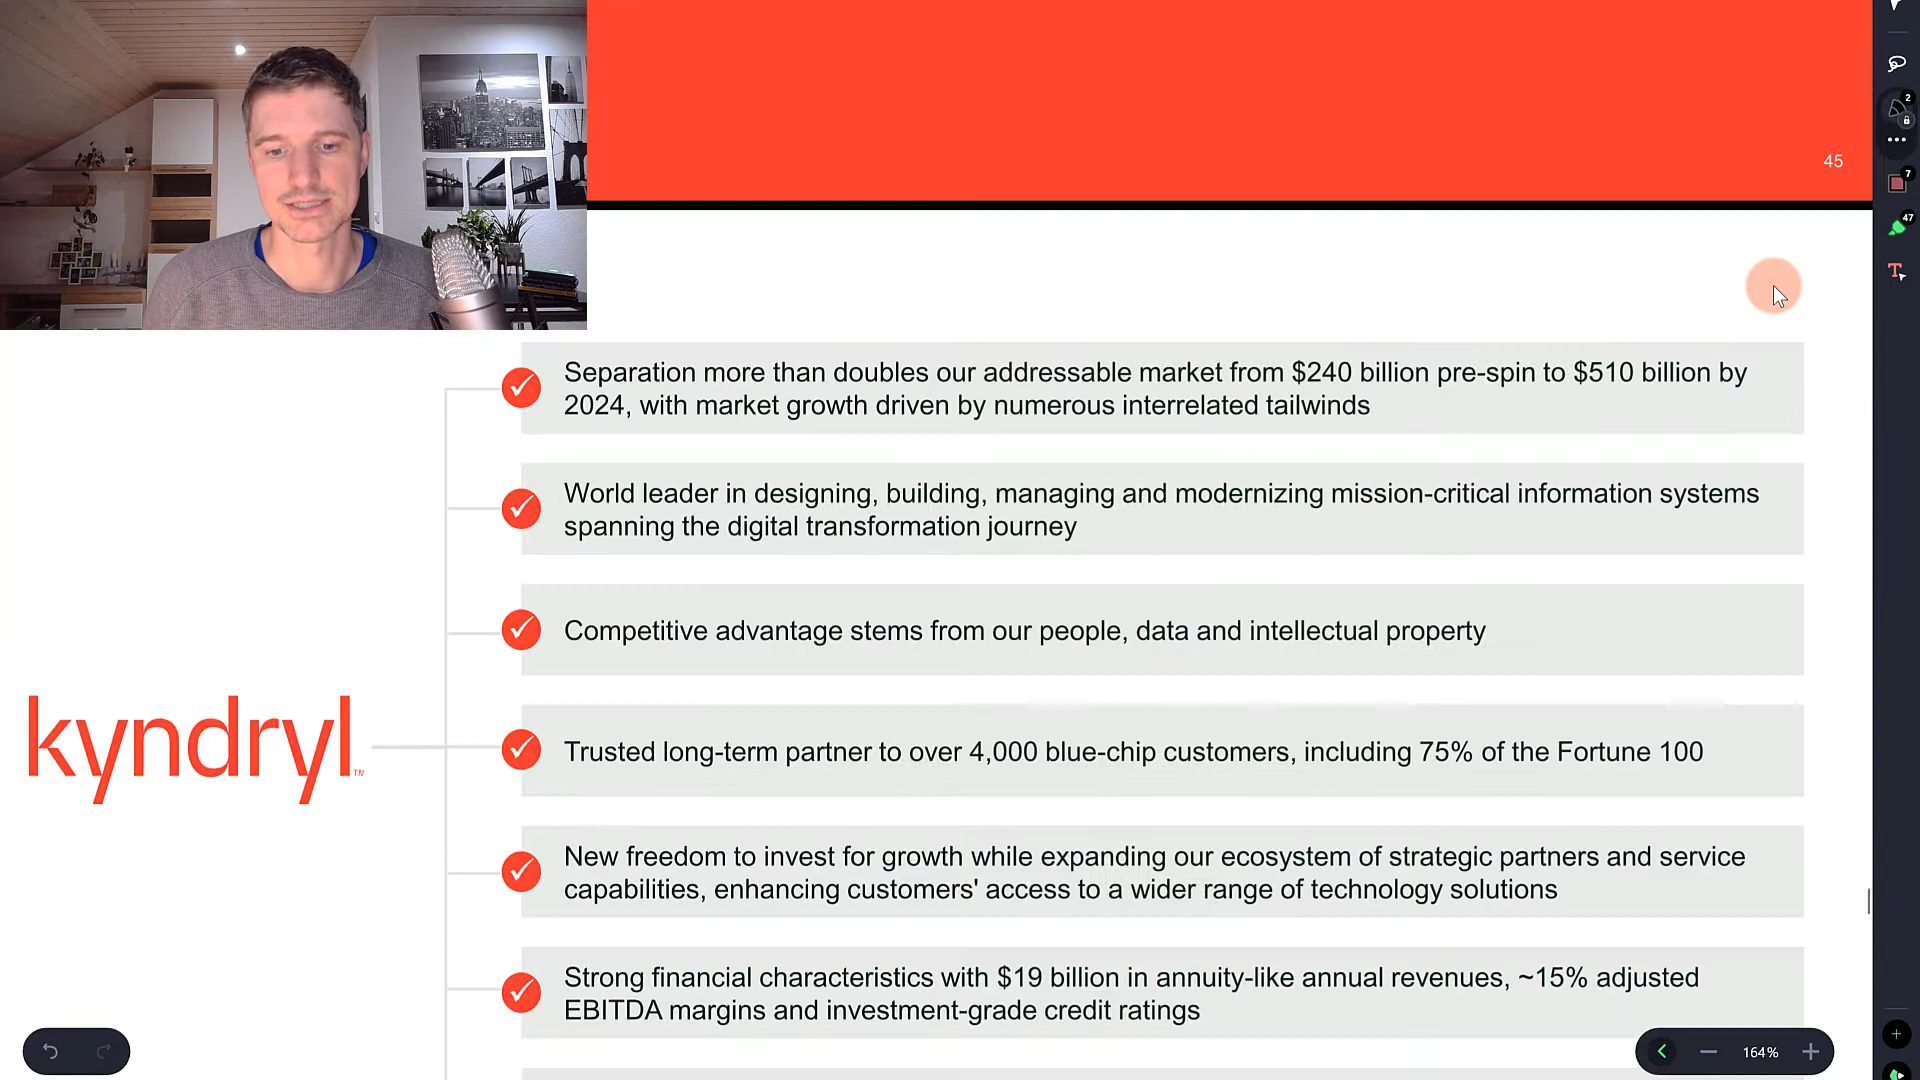 45
2
7
47
T
Separation more than doubles our addressable market from $240 billion pre-spin to $510 billion by
2024, with market growth driven by numerous interrelated tailwinds
World leader in designing, building, managing and modernizing mission-critical information systems
spanning the digital transformation journey
Competitive advantage stems from our people, data and intellectual property
kyndryl™
Trusted long-term partner to over 4,000 blue-chip customers, including 75% of the Fortune 100
New freedom to invest for growth while expanding our ecosystem of strategic partners and service
capabilities, enhancing customers' access to a wider range of technology solutions
Strong financial characteristics with $19 billion in annuity-like annual revenues, ~15% adjusted
EBITDA margins and investment-grade credit ratings
164%